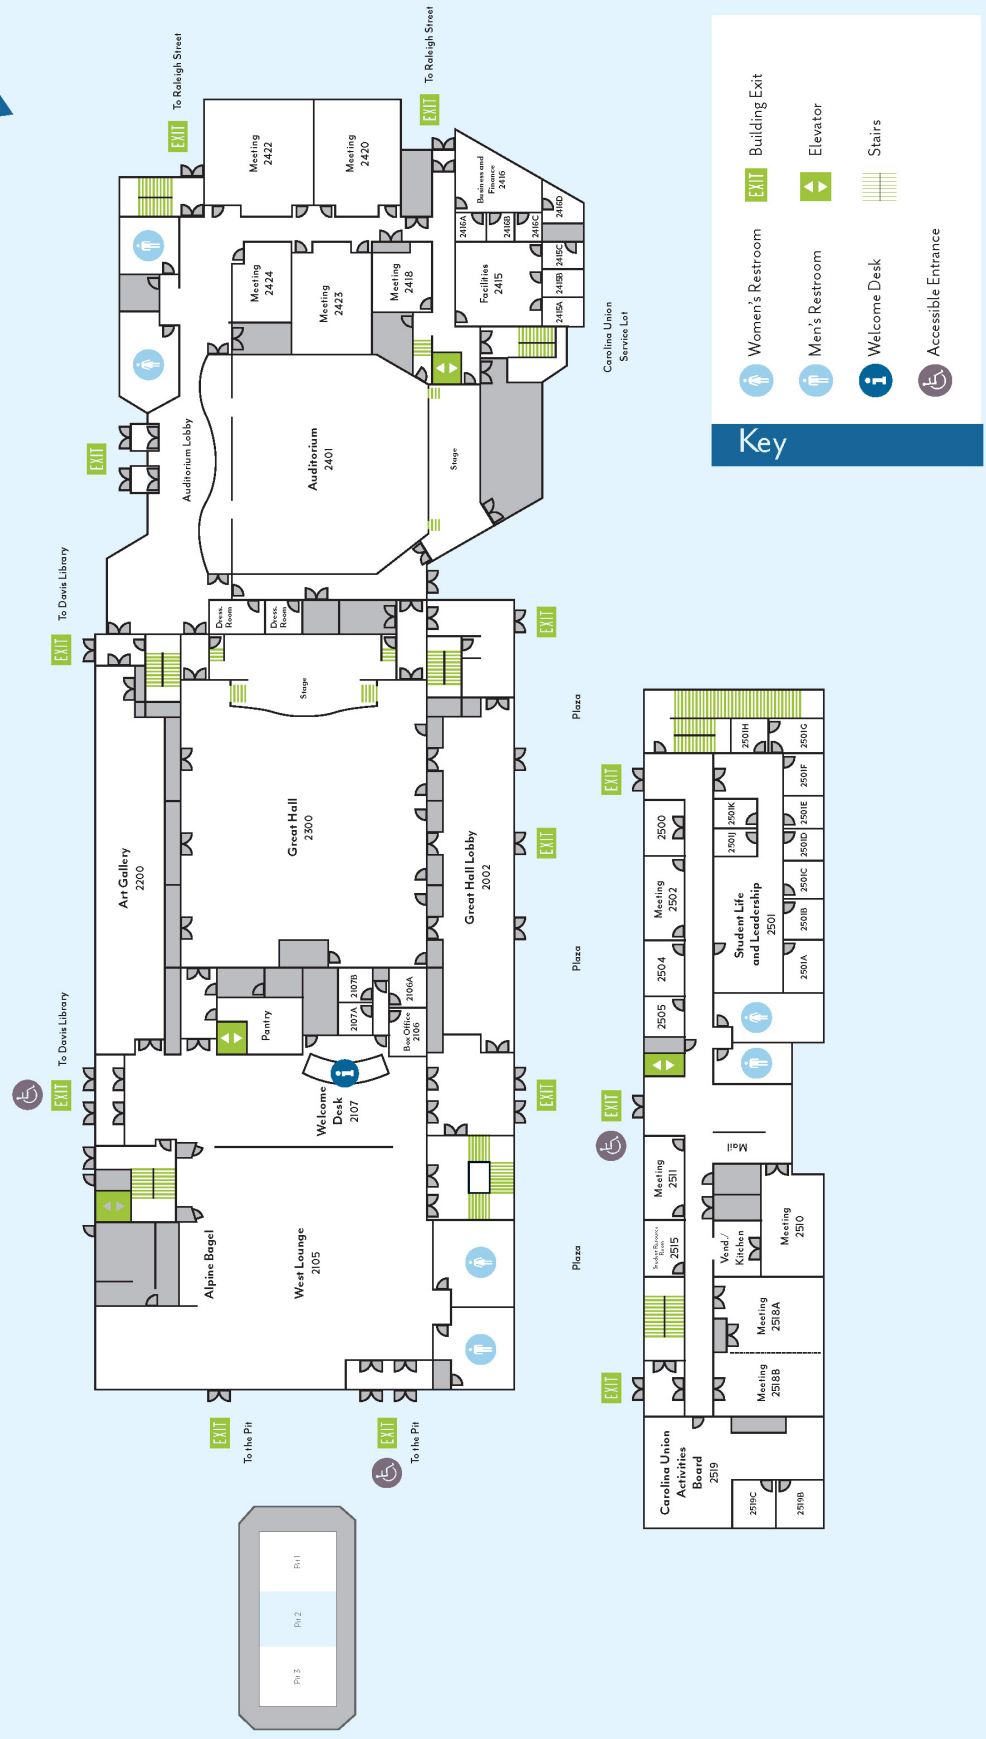 To Raleigh Street
EXIT
To Raleigh Street
EXIT
Meeting
2422
Meeting
2420
Business and
Finance
2416
2416A
2416B
2416C
2416D
Meeting
2424
Meeting
2423
Meeting
2418
Facilities
2415
2415A
2415B
2415C
Carolina Union
Service Lot
EXIT
Auditorium Lobby
Auditorium
2401
Stage
To Davis Library
EXIT
Dress.
Room
Dress.
Room
Stage
EXIT
Plaza
Art Gallery
2200
Great Hall
2300
Great Hall Lobby
2002
EXIT
Plaza
To Davis Library
EXIT
Pantry
2107B
2107A
2106A
Box Office
2106
Welcome
Desk
2107
EXIT
Alpine Bagel
West Lounge
2105
Plaza
EXIT
To the Pit
EXIT
To the Pit
Pit 1
Pit 2
Pit 3
EXIT
2501H
2501G
2501F
2501K
2501E
2501J
2501D
2501C
2501B
2501A
2500
Meeting
2502
2504
2505
Student Life
and Leadership
2501
EXIT
Mail
Meeting
2511
Student Resource
Room
2515
Vend./
Kitchen
Meeting
2510
Meeting
2518A
Meeting
2518B
EXIT
Carolina Union
Activities
Board
2519
2519C
2519B
Key
Women's Restroom
Men's Restroom
Welcome Desk
Accessible Entrance
EXIT Building Exit
Elevator
Stairs